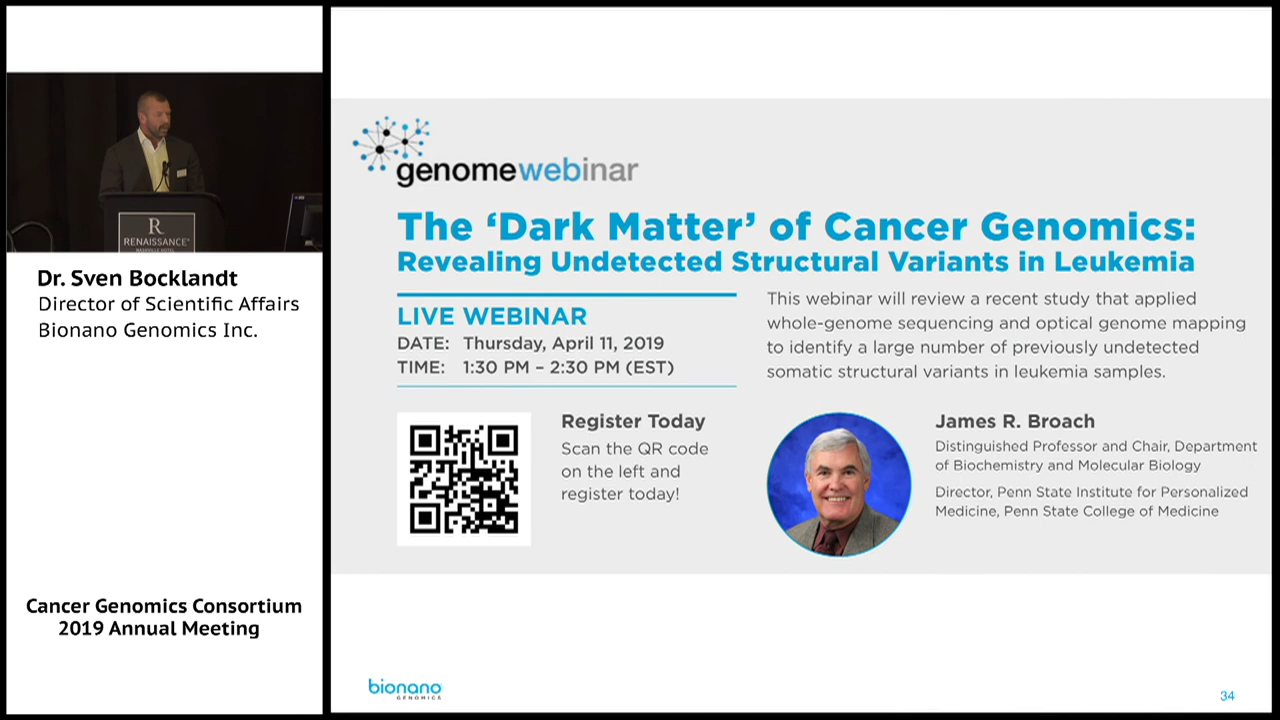 R
RENAISSANCE®
NASHVILLE HOTEL
Dr. Sven Bocklandt
Director of Scientific Affairs
Bionano Genomics Inc.
Cancer Genomics Consortium
2019 Annual Meeting
genomewebinar
The ‘Dark Matter’ of Cancer Genomics:
Revealing Undetected Structural Variants in Leukemia
LIVE WEBINAR
DATE: Thursday, April 11, 2019
TIME: 1:30 PM – 2:30 PM (EST)
This webinar will review a recent study that applied
whole-genome sequencing and optical genome mapping
to identify a large number of previously undetected
somatic structural variants in leukemia samples.
Register Today
Scan the QR code
on the left and
register today!
James R. Broach
Distinguished Professor and Chair, Department
of Biochemistry and Molecular Biology
Director, Penn State Institute for Personalized
Medicine, Penn State College of Medicine
bionano
GENOMICS
34